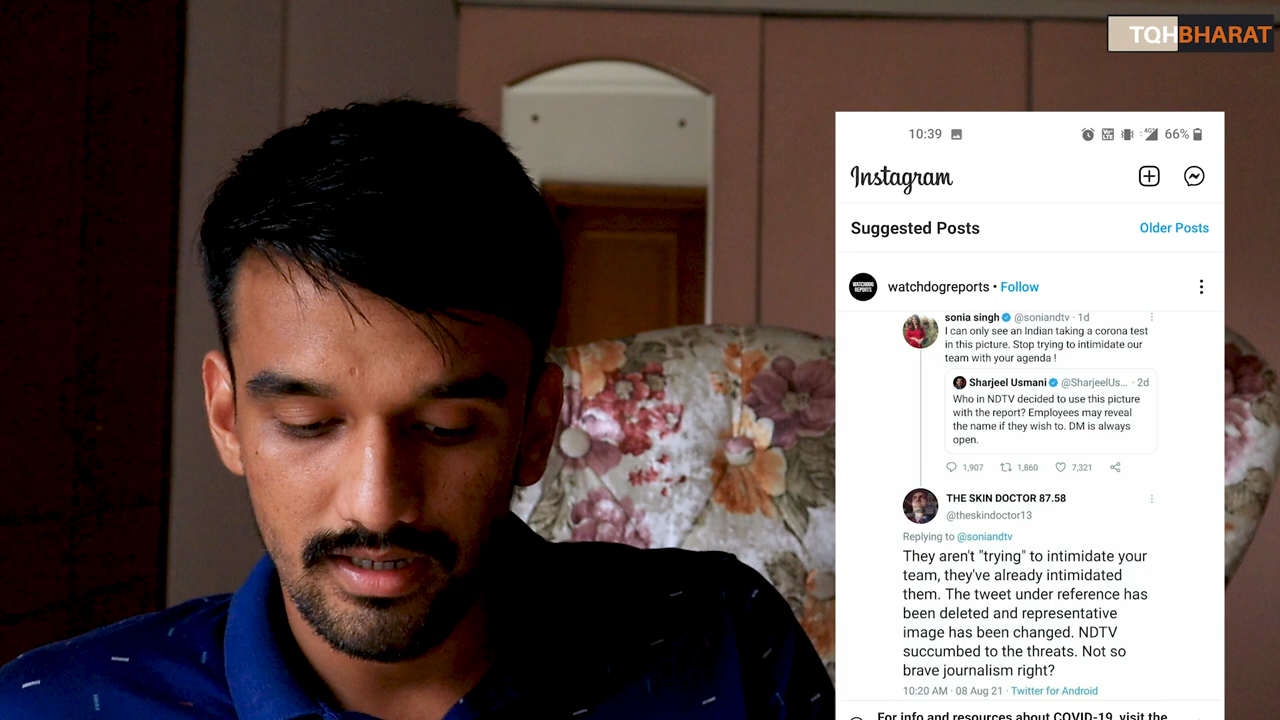 TQHBHARAT
10:39 66%
Instagram
Suggested Posts Older Posts
WATCHDOG
REPORTS
watchdogreports • Follow
sonia singh @soniandtv · 1d
I can only see an Indian taking a corona test
in this picture. Stop trying to intimidate our
team with your agenda !
Sharjeel Usmani @SharjeelUs... · 2d
Who in NDTV decided to use this picture
with the report? Employees may reveal
the name if they wish to. DM is always
open.
1,907 1,860 7,321
THE SKIN DOCTOR 87.58
@theskindoctor13
Replying to @soniandtv
They aren't "trying" to intimidate your
team, they've already intimidated
them. The tweet under reference has
been deleted and representative
image has been changed. NDTV
succumbed to the threats. Not so
brave journalism right?
10:20 AM · 08 Aug 21 · Twitter for Android
For info and resources about COVID-19, visit the